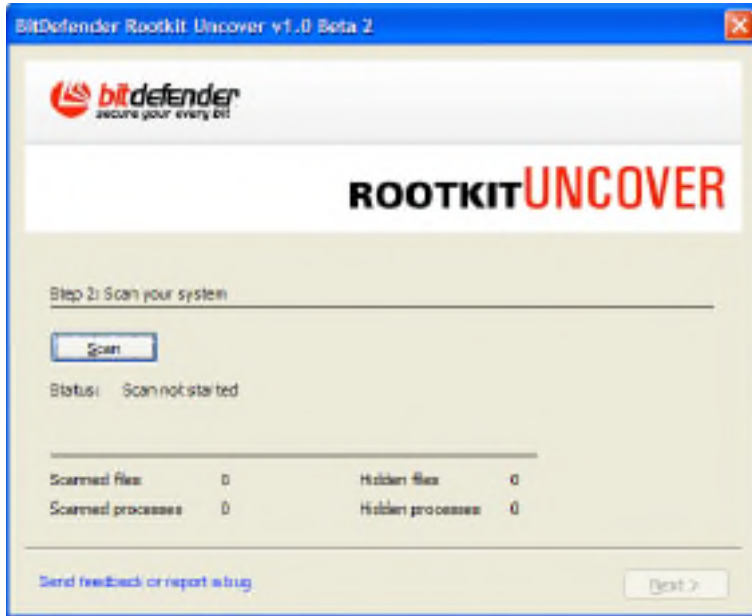 BitDefender Rootkit Uncover v1.0 Beta 2
bitdefender
secure your every bit
ROOTKITUNCOVER
Step 2: Scan your system
Scan
Status: Scan not started
Scanned files 0 Hidden files 0
Scanned processes 0 Hidden processes 0
Send feedback or report a bug Next >